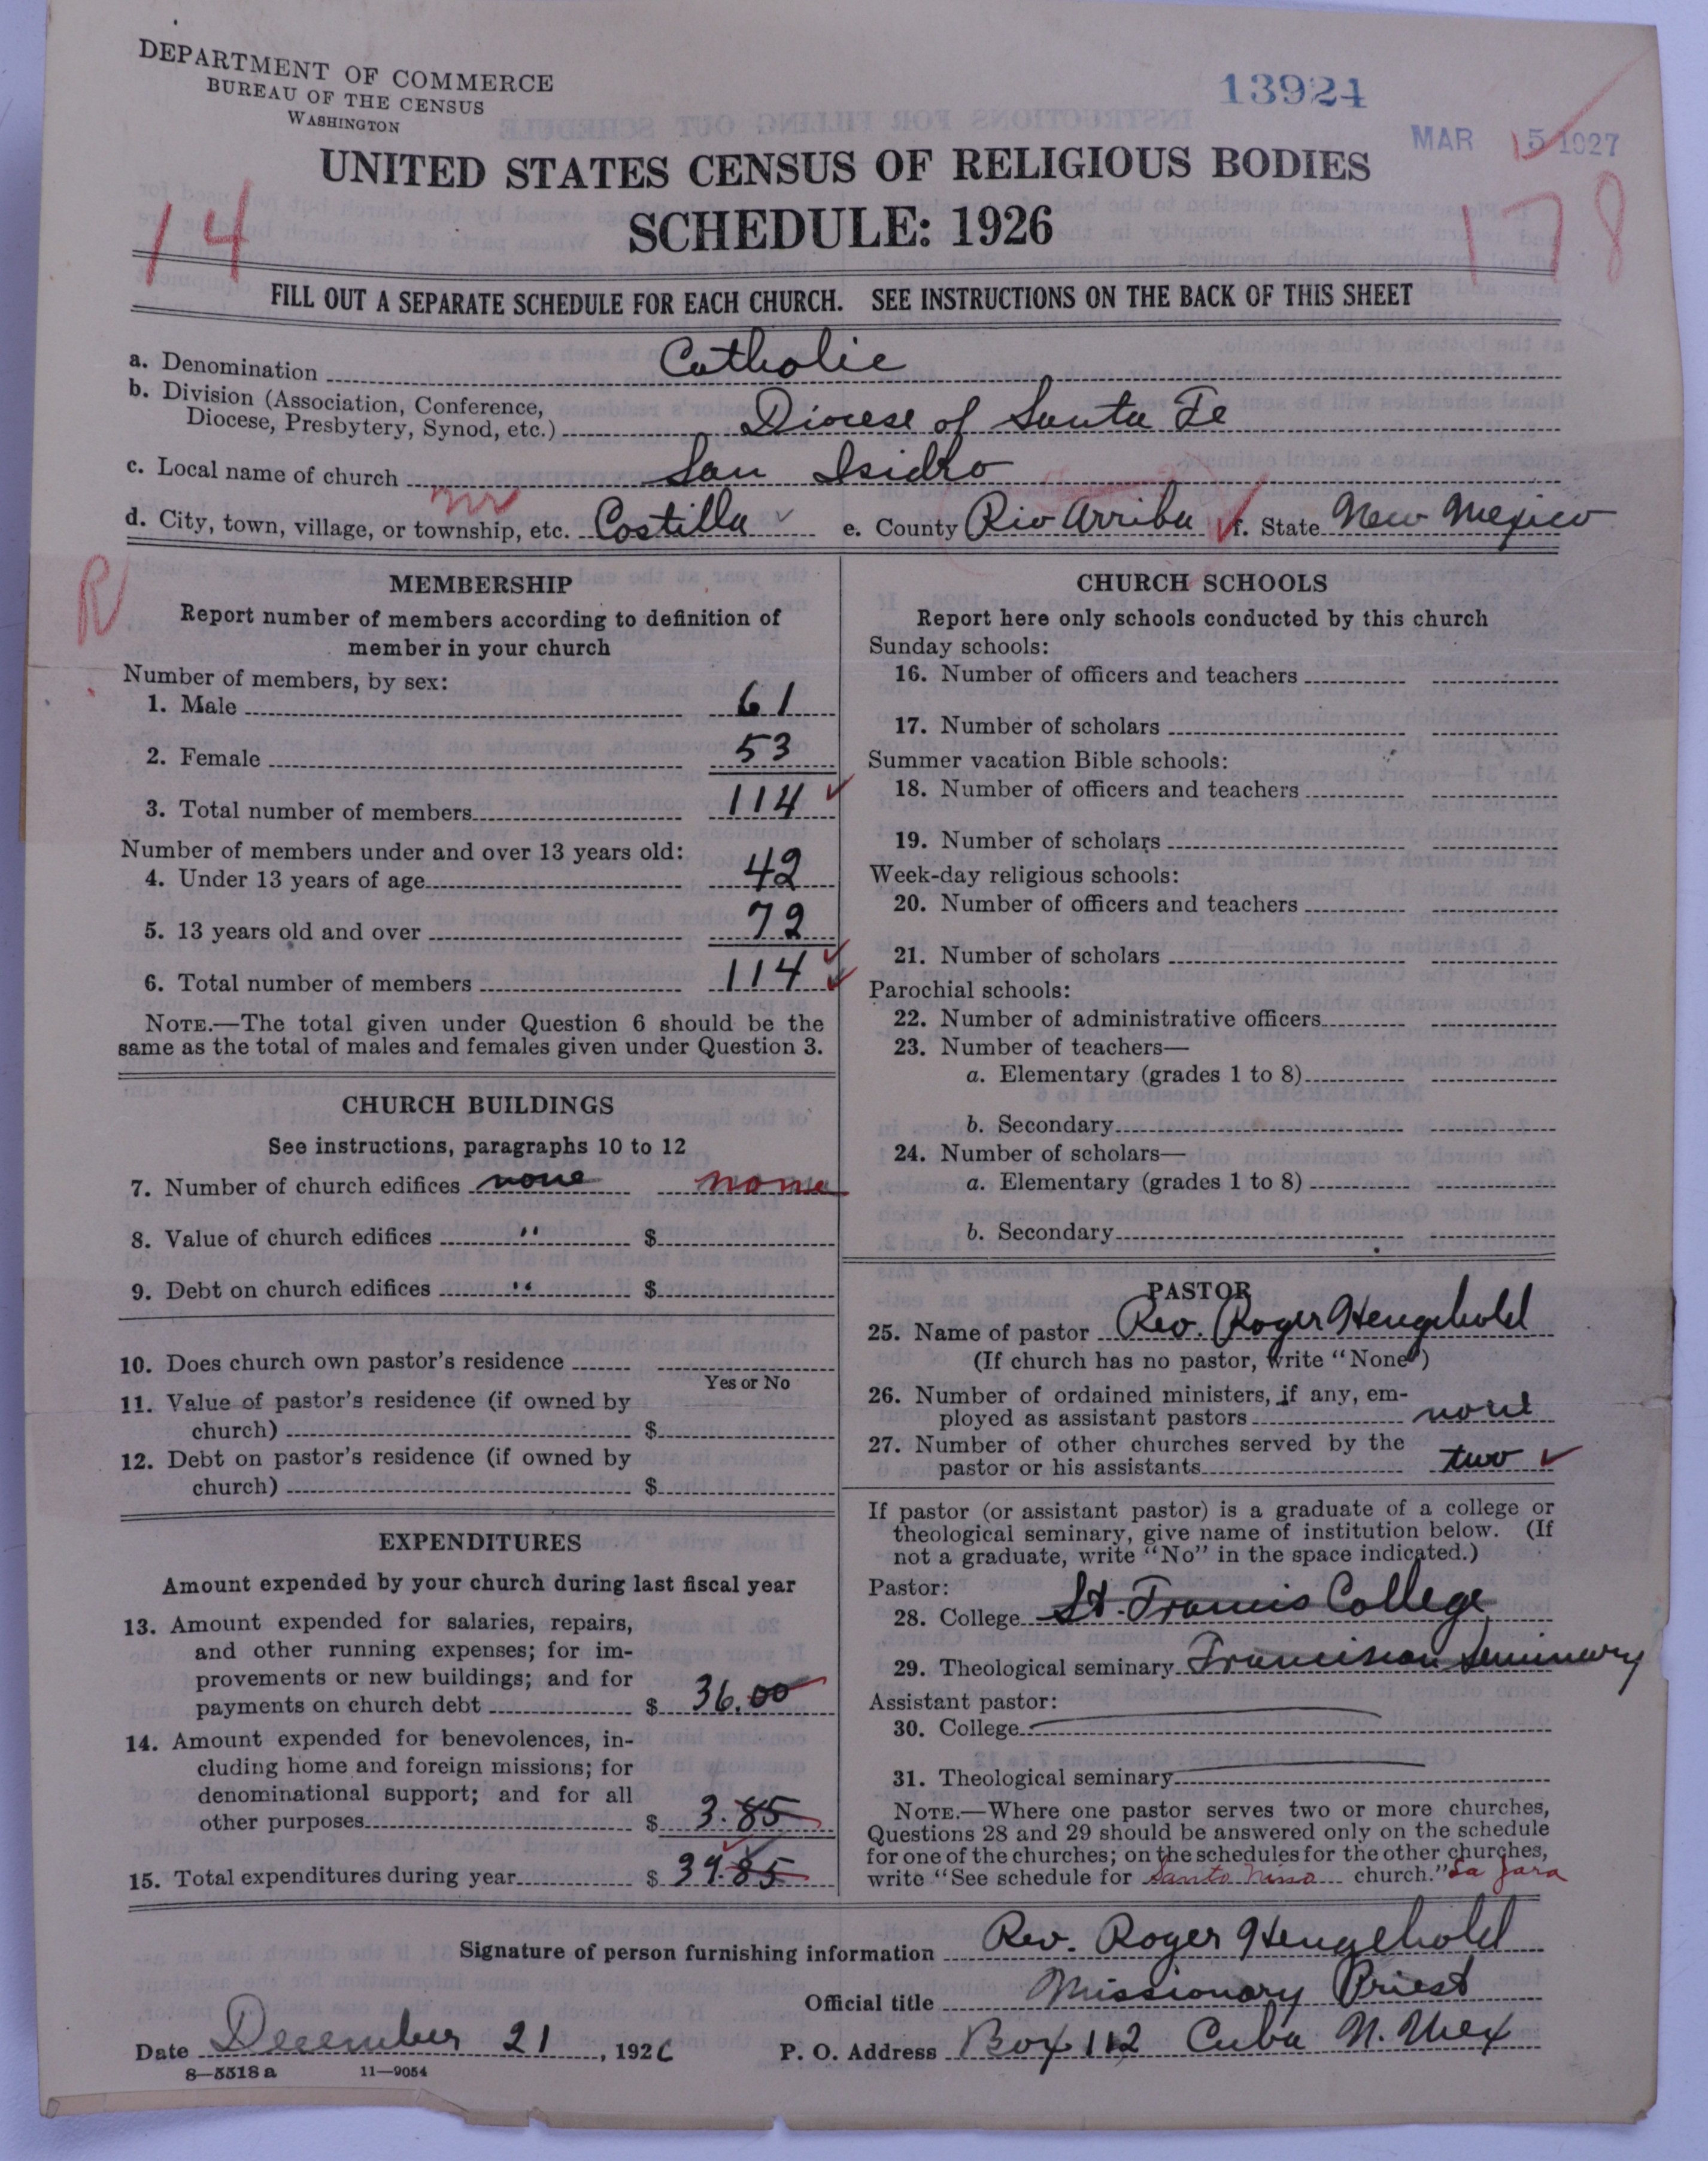 DEPARTMENT OF COMMERCE
BUREAU OF THE CENSUS
WASHINGTON
13924
MAR 15 1927
UNITED STATES CENSUS OF RELIGIOUS BODIES
SCHEDULE: 1926
14
178
FILL OUT A SEPARATE SCHEDULE FOR EACH CHURCH. SEE INSTRUCTIONS ON THE BACK OF THIS SHEET
a. Denomination Catholic
b. Division (Association, Conference,
Diocese, Presbytery, Synod, etc.) Diocese of Santa Fe
c. Local name of church San Isidro
nr
d. City, town, village, or township, etc. Costilla e. County Rio Arriba f. State New Mexico
R
MEMBERSHIP
Report number of members according to definition of
member in your church
Number of members, by sex:
1. Male 61
2. Female 53
3. Total number of members 114
Number of members under and over 13 years old:
4. Under 13 years of age 42
5. 13 years old and over 72
6. Total number of members 114
NOTE.—The total given under Question 6 should be the
same as the total of males and females given under Question 3.
CHURCH BUILDINGS
See instructions, paragraphs 10 to 12
7. Number of church edifices none none
8. Value of church edifices " $
9. Debt on church edifices " $
10. Does church own pastor's residence
Yes or No
11. Value of pastor's residence (if owned by
church) $
12. Debt on pastor's residence (if owned by
church) $
EXPENDITURES
Amount expended by your church during last fiscal year
13. Amount expended for salaries, repairs,
and other running expenses; for im-
provements or new buildings; and for
payments on church debt $ 36.00
14. Amount expended for benevolences, in-
cluding home and foreign missions; for
denominational support; and for all
other purposes $ 3.85
15. Total expenditures during year $ 39.85
CHURCH SCHOOLS
Report here only schools conducted by this church
Sunday schools:
16. Number of officers and teachers
17. Number of scholars
Summer vacation Bible schools:
18. Number of officers and teachers
19. Number of scholars
Week-day religious schools:
20. Number of officers and teachers
21. Number of scholars
Parochial schools:
22. Number of administrative officers
23. Number of teachers—
a. Elementary (grades 1 to 8)
b. Secondary
24. Number of scholars—
a. Elementary (grades 1 to 8)
b. Secondary
PASTOR
25. Name of pastor Rev. Roger Hengehold
(If church has no pastor, write "None")
26. Number of ordained ministers, if any, em-
ployed as assistant pastors none
27. Number of other churches served by the
pastor or his assistants two
If pastor (or assistant pastor) is a graduate of a college or
theological seminary, give name of institution below. (If
not a graduate, write "No" in the space indicated.)
Pastor:
28. College St. Francis College
29. Theological seminary Franciscan Seminary
Assistant pastor:
30. College
31. Theological seminary
NOTE.—Where one pastor serves two or more churches,
Questions 28 and 29 should be answered only on the schedule
for one of the churches; on the schedules for the other churches,
write "See schedule for Santo Nino church." La Jara
Signature of person furnishing information Rev. Roger Hengehold
Official title Missionary Priest
Date December 21, 1926 P. O. Address Box 112 Cuba N. Mex
8—5518 a 11—9054